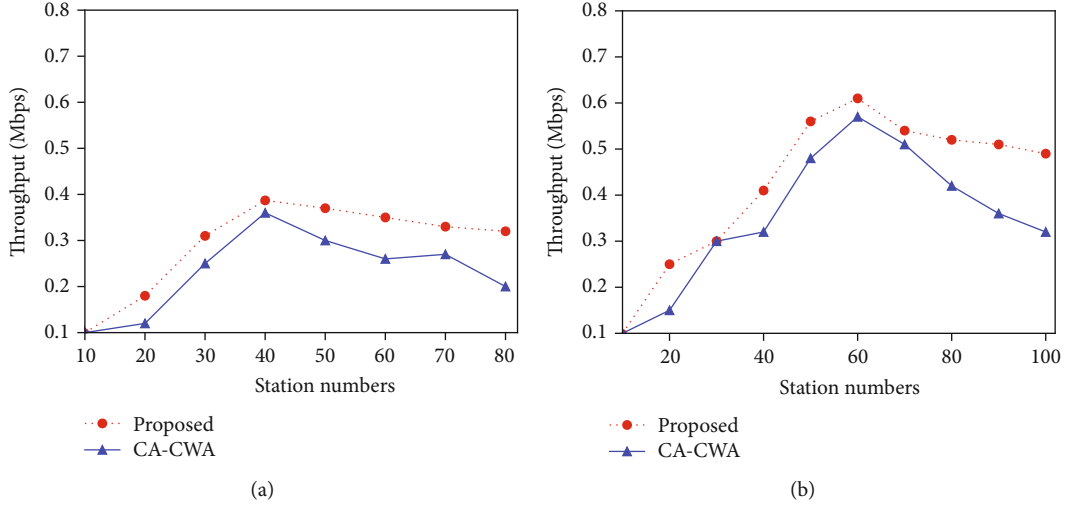 0.8
0.7
0.6
0.5
0.4
0.3
0.2
0.1
Throughput (Mbps)
10 20 30 40 50 60 70 80
Station numbers
Proposed
CA-CWA
(a)
0.8
0.7
0.6
0.5
0.4
0.3
0.2
0.1
Throughput (Mbps)
20 40 60 80 100
Station numbers
Proposed
CA-CWA
(b)